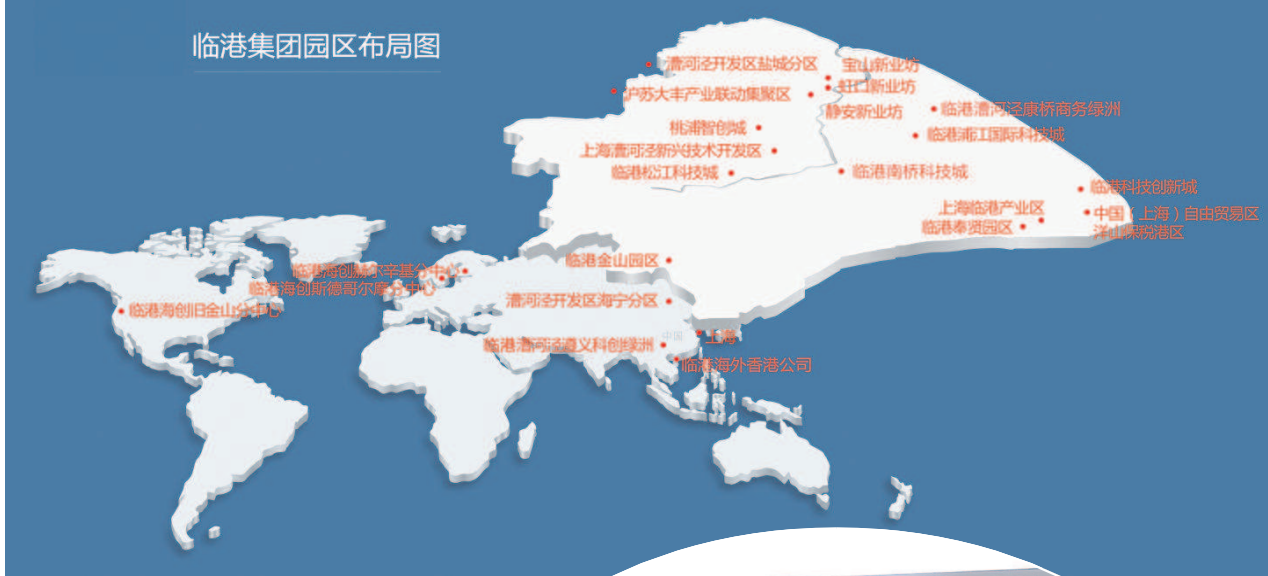 临港集团园区布局图
漕河泾开发区盐城分区
宝山新业坊
沪苏大丰产业联动集聚区
虹口新业坊
静安新业坊
临港漕河泾康桥商务绿洲
桃浦智创城
临港浦江国际科技城
上海漕河泾新兴技术开发区
临港松江科技城
临港南桥科技城
临港科技创新城
上海临港产业区
中国（上海）自由贸易区
洋山保税港区
临港奉贤园区
临港金山园区
临港海创赫尔辛基分中心
临港海创斯德哥尔摩分中心
漕河泾开发区海宁分区
临港海创旧金山分中心
中国
上海
临港漕河泾遵义科创绿洲
临港海外香港公司